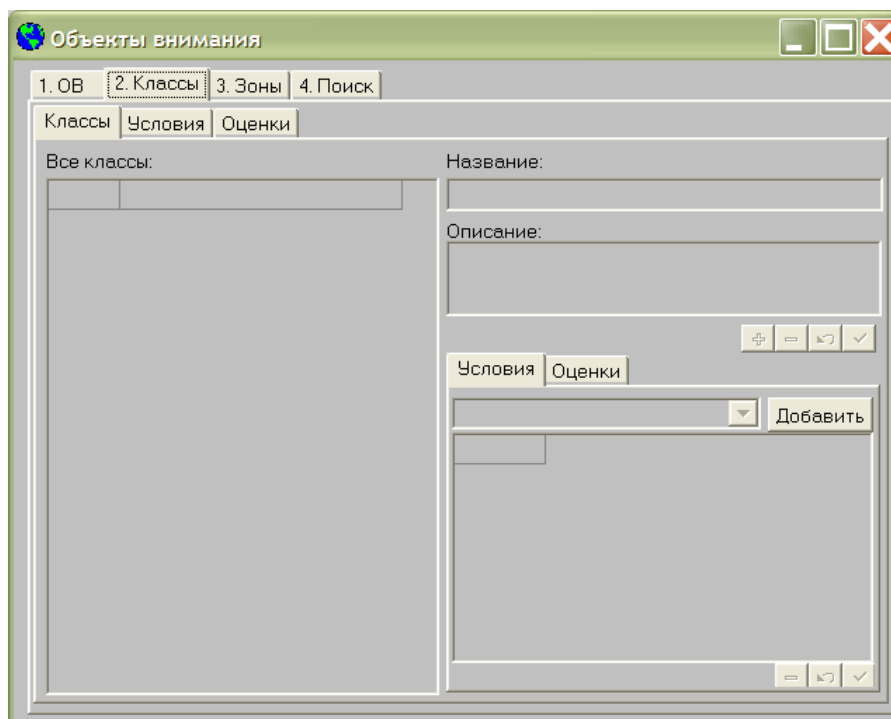 Объекты внимания
1. ОВ 2. Классы 3. Зоны 4. Поиск
Классы Условия Оценки
Все классы:
Название:
Описание:
Условия Оценки
Добавить